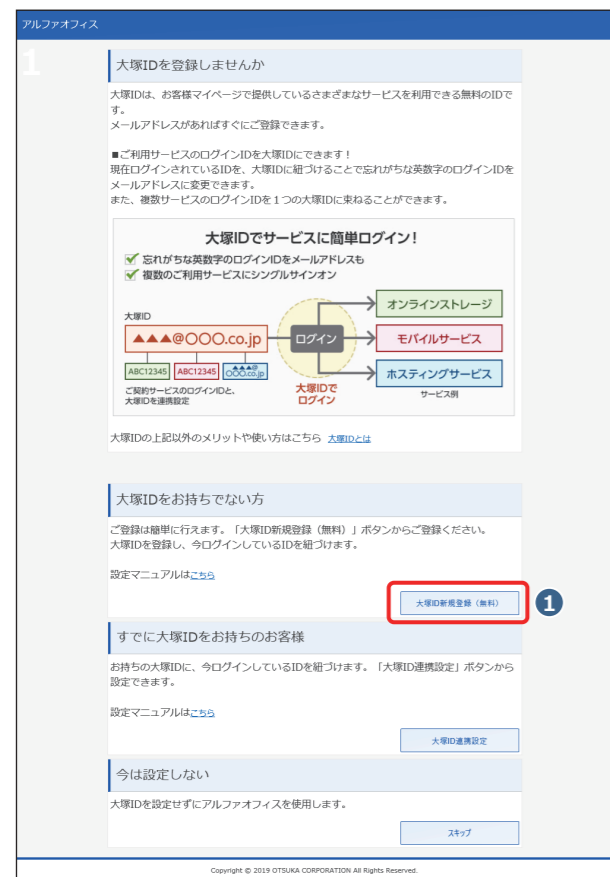 アルファオフィス
1
大塚IDを登録しませんか
大塚IDは、お客様マイページで提供しているさまざまなサービスを利用できる無料のIDで
す。
メールアドレスがあればすぐにご登録できます。
■ご利用サービスのログインIDを大塚IDにできます！
現在ログインされているIDを、大塚IDに紐づけることで忘れがちな英数字のログインIDを
メールアドレスに変更できます。
また、複数サービスのログインIDを１つの大塚IDに束ねることができます。
大塚IDでサービスに簡単ログイン！
忘れがちな英数字のログインIDをメールアドレスも
複数のご利用サービスにシングルサインオン
大塚ID
▲▲▲@〇〇〇.co.jp
ログイン
オンラインストレージ
モバイルサービス
ホスティングサービス
ABC12345
ABC12345
▲▲▲@
〇〇〇.co.jp
ご契約サービスのログインIDと、
大塚IDを連携設定
大塚IDで
ログイン
サービス例
大塚IDの上記以外のメリットや使い方はこちら 大塚IDとは
大塚IDをお持ちでない方
ご登録は簡単に行えます。「大塚ID新規登録（無料）」ボタンからご登録ください。
大塚IDを登録し、今ログインしているIDを紐づけます。
設定マニュアルはこちら
大塚ID新規登録（無料）
1
すでに大塚IDをお持ちのお客様
お持ちの大塚IDに、今ログインしているIDを紐づけます。「大塚ID連携設定」ボタンから
設定できます。
設定マニュアルはこちら
大塚ID連携設定
今は設定しない
大塚IDを設定せずにアルファオフィスを使用します。
スキップ
Copyright © 2019 OTSUKA CORPORATION All Rights Reserved.